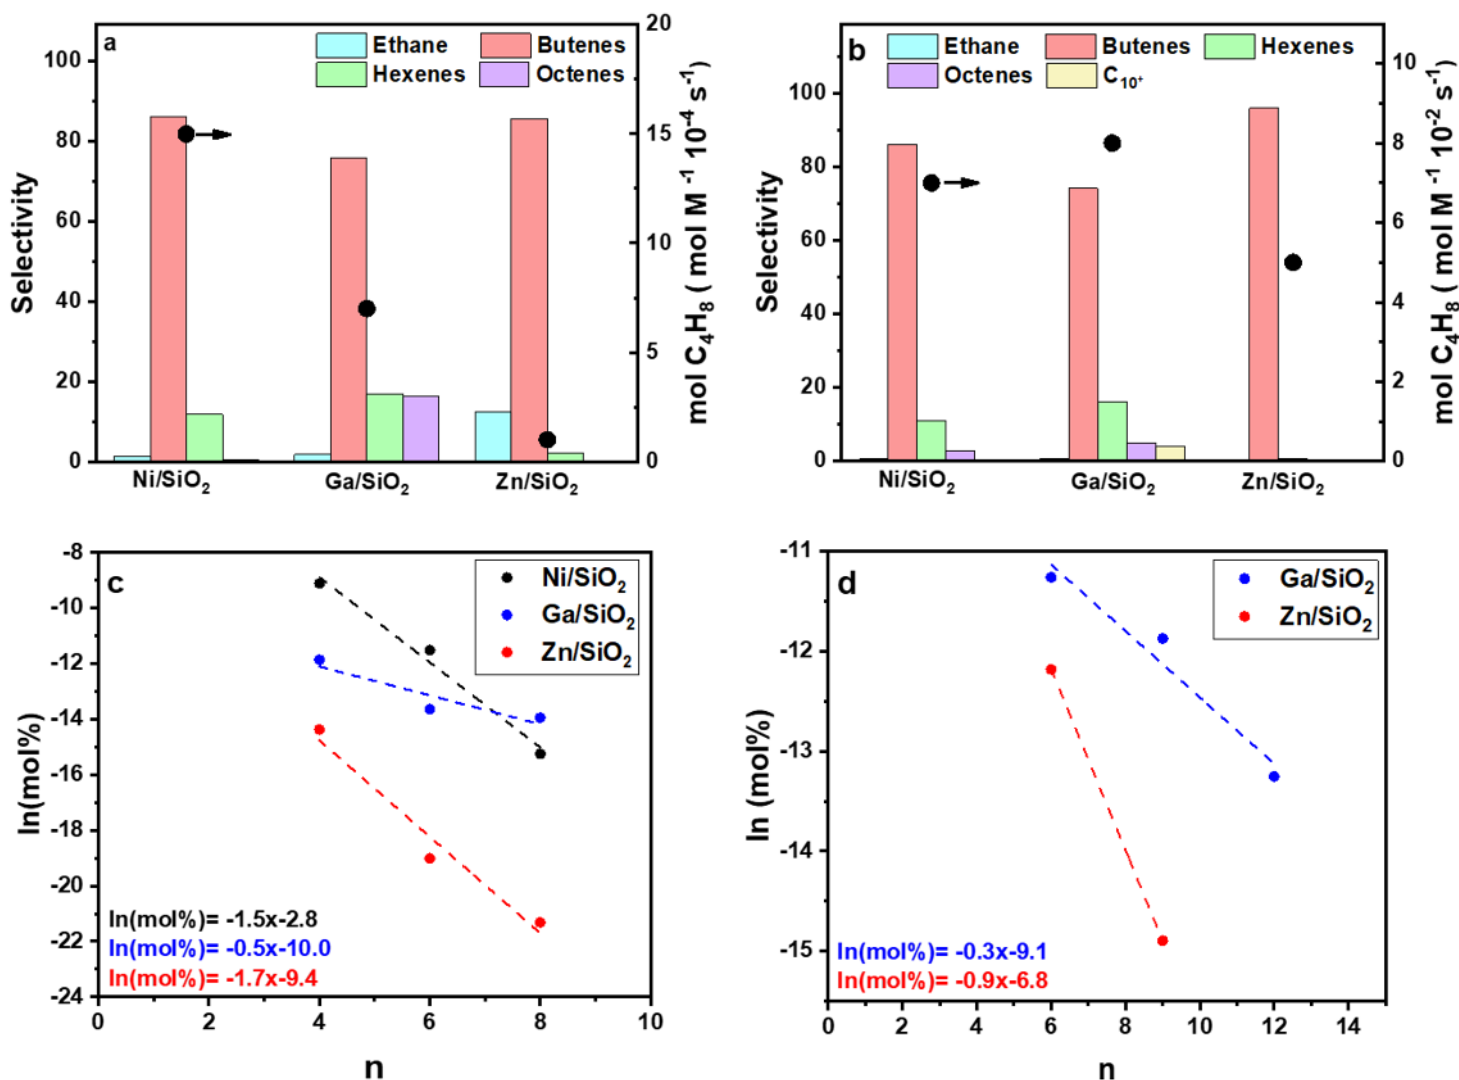 a
Ethane Butenes
Hexenes Octenes
Selectivity
100
80
60
40
20
0
20
15
10
5
0
mol C₄H₈ ( mol M⁻¹ 10⁻⁴ s⁻¹)
Ni/SiO₂ Ga/SiO₂ Zn/SiO₂
b
Ethane Butenes Hexenes
Octenes C₁₀⁺
Selectivity
100
80
60
40
20
0
10
8
6
4
2
0
mol C₄H₈ ( mol M⁻¹ 10⁻² s⁻¹)
Ni/SiO₂ Ga/SiO₂ Zn/SiO₂
c
Ni/SiO₂
Ga/SiO₂
Zn/SiO₂
ln(mol%)
-8
-10
-12
-14
-16
-18
-20
-22
-24
ln(mol%)= -1.5x-2.8
ln(mol%)= -0.5x-10.0
ln(mol%)= -1.7x-9.4
0 2 4 6 8 10
n
d
Ga/SiO₂
Zn/SiO₂
ln (mol%)
-11
-12
-13
-14
-15
ln(mol%)= -0.3x-9.1
ln(mol%)= -0.9x-6.8
0 2 4 6 8 10 12 14
n